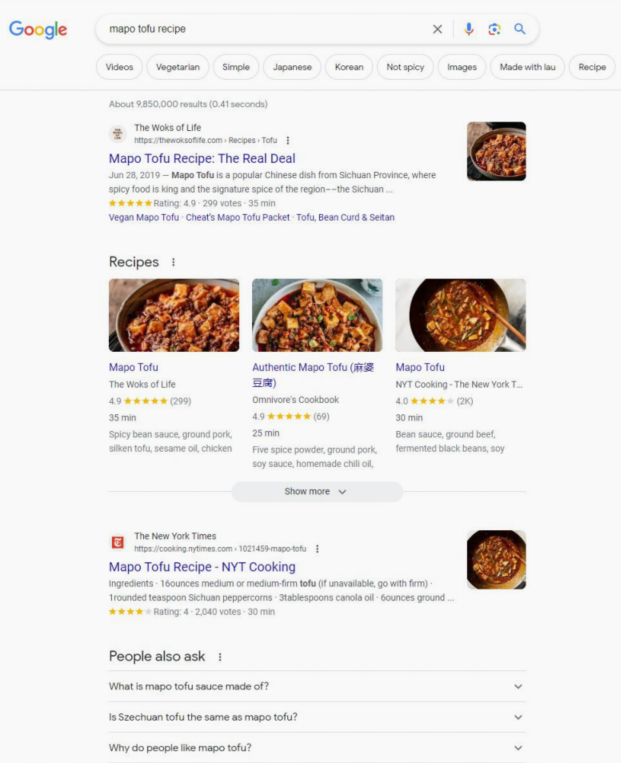 Google
mapo tofu recipe
Videos
Vegetarian
Simple
Japanese
Korean
Not spicy
Images
Made with lau
Recipe
About 9,850,000 results (0.41 seconds)
The Woks of Life
https://thewoksoflife.com › Recipes › Tofu
Mapo Tofu Recipe: The Real Deal
Jun 28, 2019 — Mapo Tofu is a popular Chinese dish from Sichuan Province, where
spicy food is king and the signature spice of the region––the Sichuan ...
★★★★★ Rating: 4.9 · 299 votes · 35 min
Vegan Mapo Tofu · Cheat's Mapo Tofu Packet · Tofu, Bean Curd & Seitan
Recipes
Mapo Tofu
The Woks of Life
4.9 ★★★★★ (299)
35 min
Spicy bean sauce, ground pork,
silken tofu, sesame oil, chicken
Authentic Mapo Tofu (麻婆
豆腐)
Omnivore's Cookbook
4.9 ★★★★★ (69)
25 min
Five spice powder, ground pork,
soy sauce, homemade chili oil,
Mapo Tofu
NYT Cooking - The New York T...
4.0 ★★★★★ (2K)
30 min
Bean sauce, ground beef,
fermented black beans, soy
Show more
The New York Times
https://cooking.nytimes.com › 1021459-mapo-tofu
Mapo Tofu Recipe - NYT Cooking
Ingredients · 16ounces medium or medium-firm tofu (if unavailable, go with firm) ·
1rounded teaspoon Sichuan peppercorns · 3tablespoons canola oil · 6ounces ground ...
★★★★★ Rating: 4 · 2,040 votes · 30 min
People also ask
What is mapo tofu sauce made of?
Is Szechuan tofu the same as mapo tofu?
Why do people like mapo tofu?